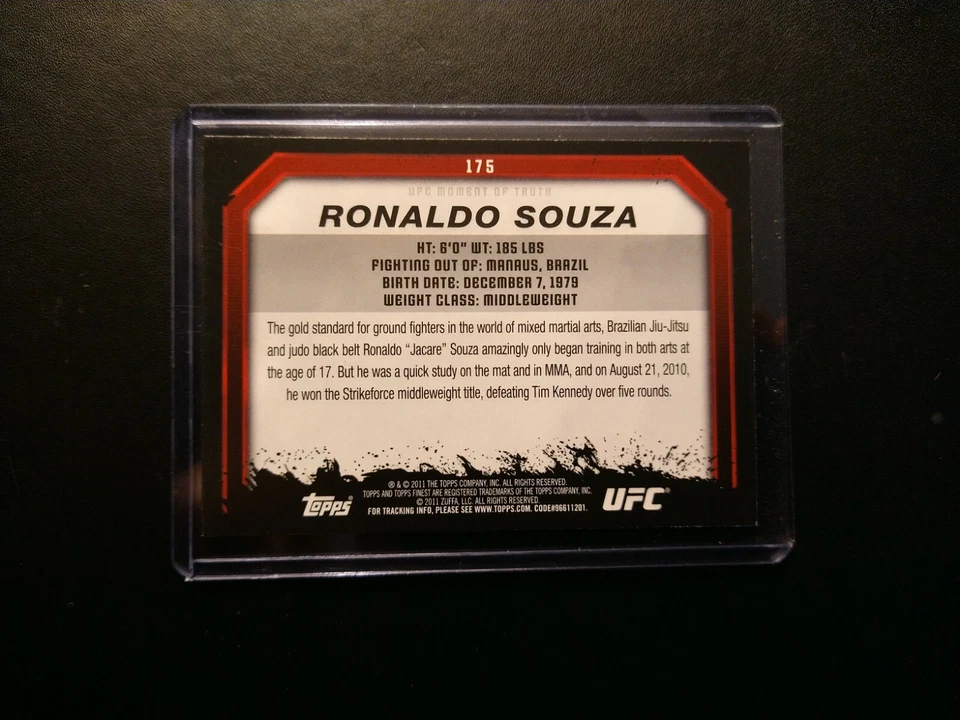 175
UFC MOMENT OF TRUTH
RONALDO SOUZA
HT: 6'0" WT: 185 LBS
FIGHTING OUT OF: MANAUS, BRAZIL
BIRTH DATE: DECEMBER 7, 1979
WEIGHT CLASS: MIDDLEWEIGHT
The gold standard for ground fighters in the world of mixed martial arts, Brazilian Jiu-Jitsu
and judo black belt Ronaldo “Jacare” Souza amazingly only began training in both arts at
the age of 17. But he was a quick study on the mat and in MMA, and on August 21, 2010,
he won the Strikeforce middleweight title, defeating Tim Kennedy over five rounds.
® & © 2011 THE TOPPS COMPANY, INC. ALL RIGHTS RESERVED.
TOPPS AND TOPPS FINEST ARE REGISTERED TRADEMARKS OF THE TOPPS COMPANY, INC.
© 2011 ZUFFA, LLC. ALL RIGHTS RESERVED.
FOR TRACKING INFO, PLEASE SEE WWW.TOPPS.COM. CODE#96611201.
Topps®
UFC®